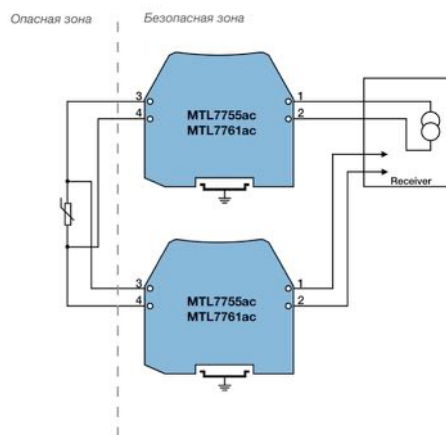 Опасная зона
Безопасная зона
3
4
MTL7755ac
MTL7761ac
1
2
Receiver
3
4
MTL7755ac
MTL7761ac
1
2